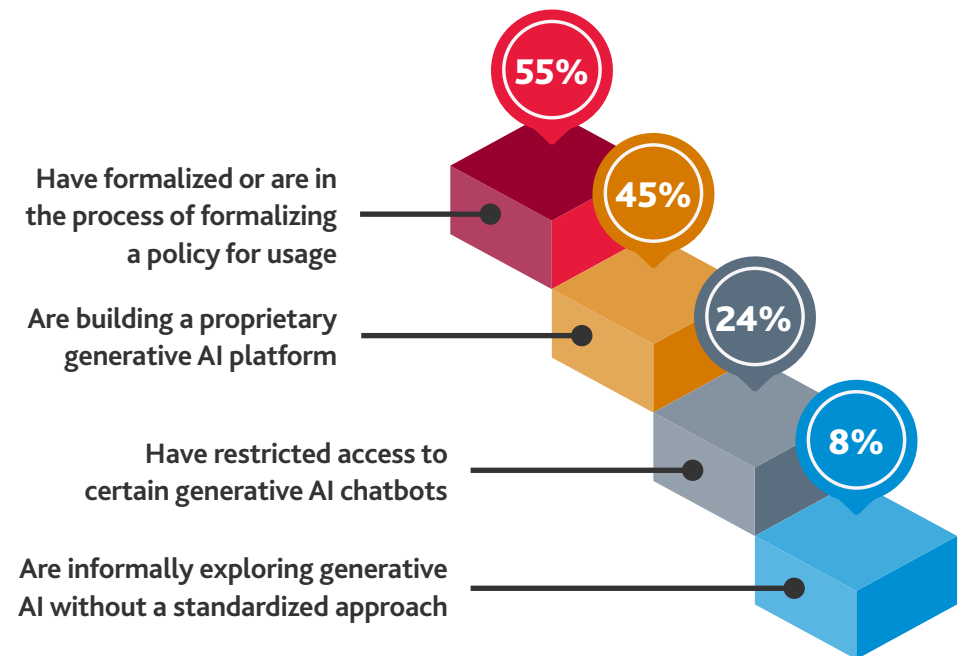 55%
Have formalized or are in
the process of formalizing
a policy for usage
45%
Are building a proprietary
generative AI platform
24%
Have restricted access to
certain generative AI chatbots
8%
Are informally exploring generative
AI without a standardized approach